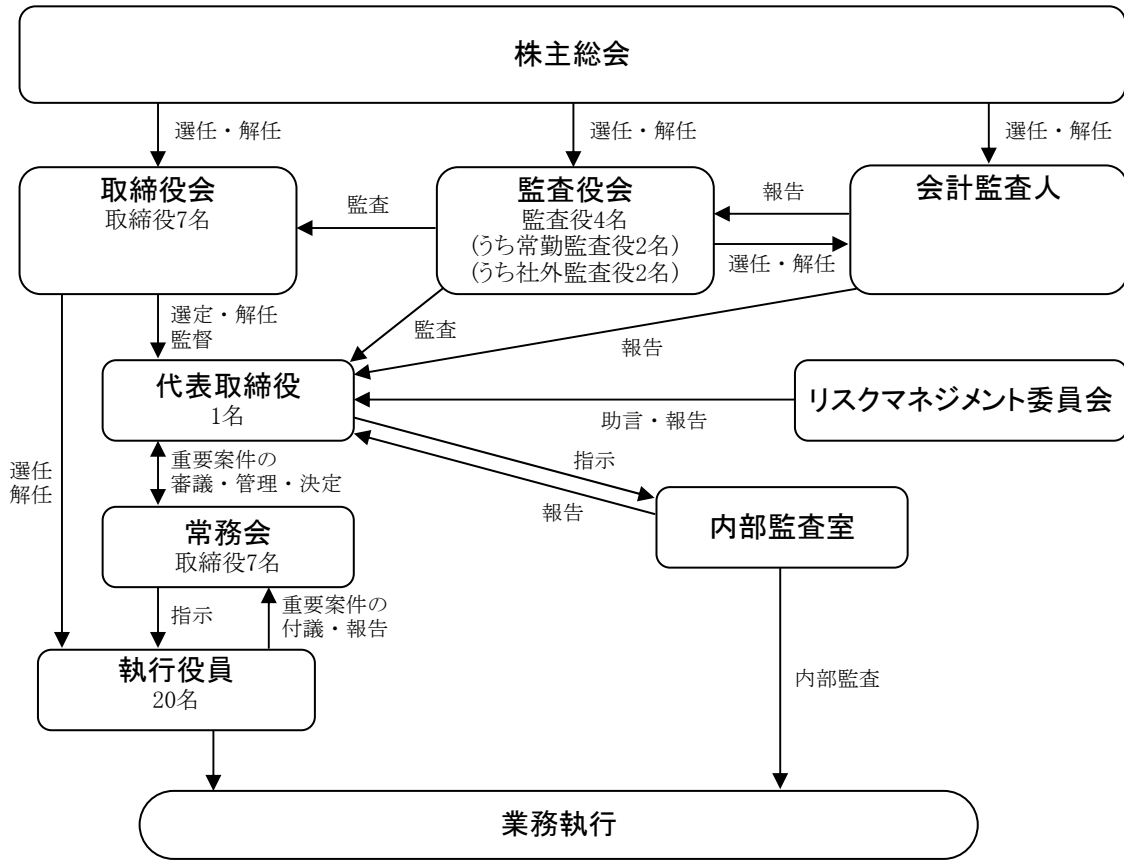 株主総会
選任・解任
選任・解任
選任・解任
取締役会
取締役7名
監査
監査役会
監査役4名
(うち常勤監査役2名)
(うち社外監査役2名)
報告
選任・解任
会計監査人
選定・解任
監督
監査
報告
代表取締役
1名
助言・報告
リスクマネジメント委員会
選任
解任
重要案件の
審議・管理・決定
指示
報告
内部監査室
常務会
取締役7名
指示
重要案件の
付議・報告
執行役員
20名
内部監査
業務執行